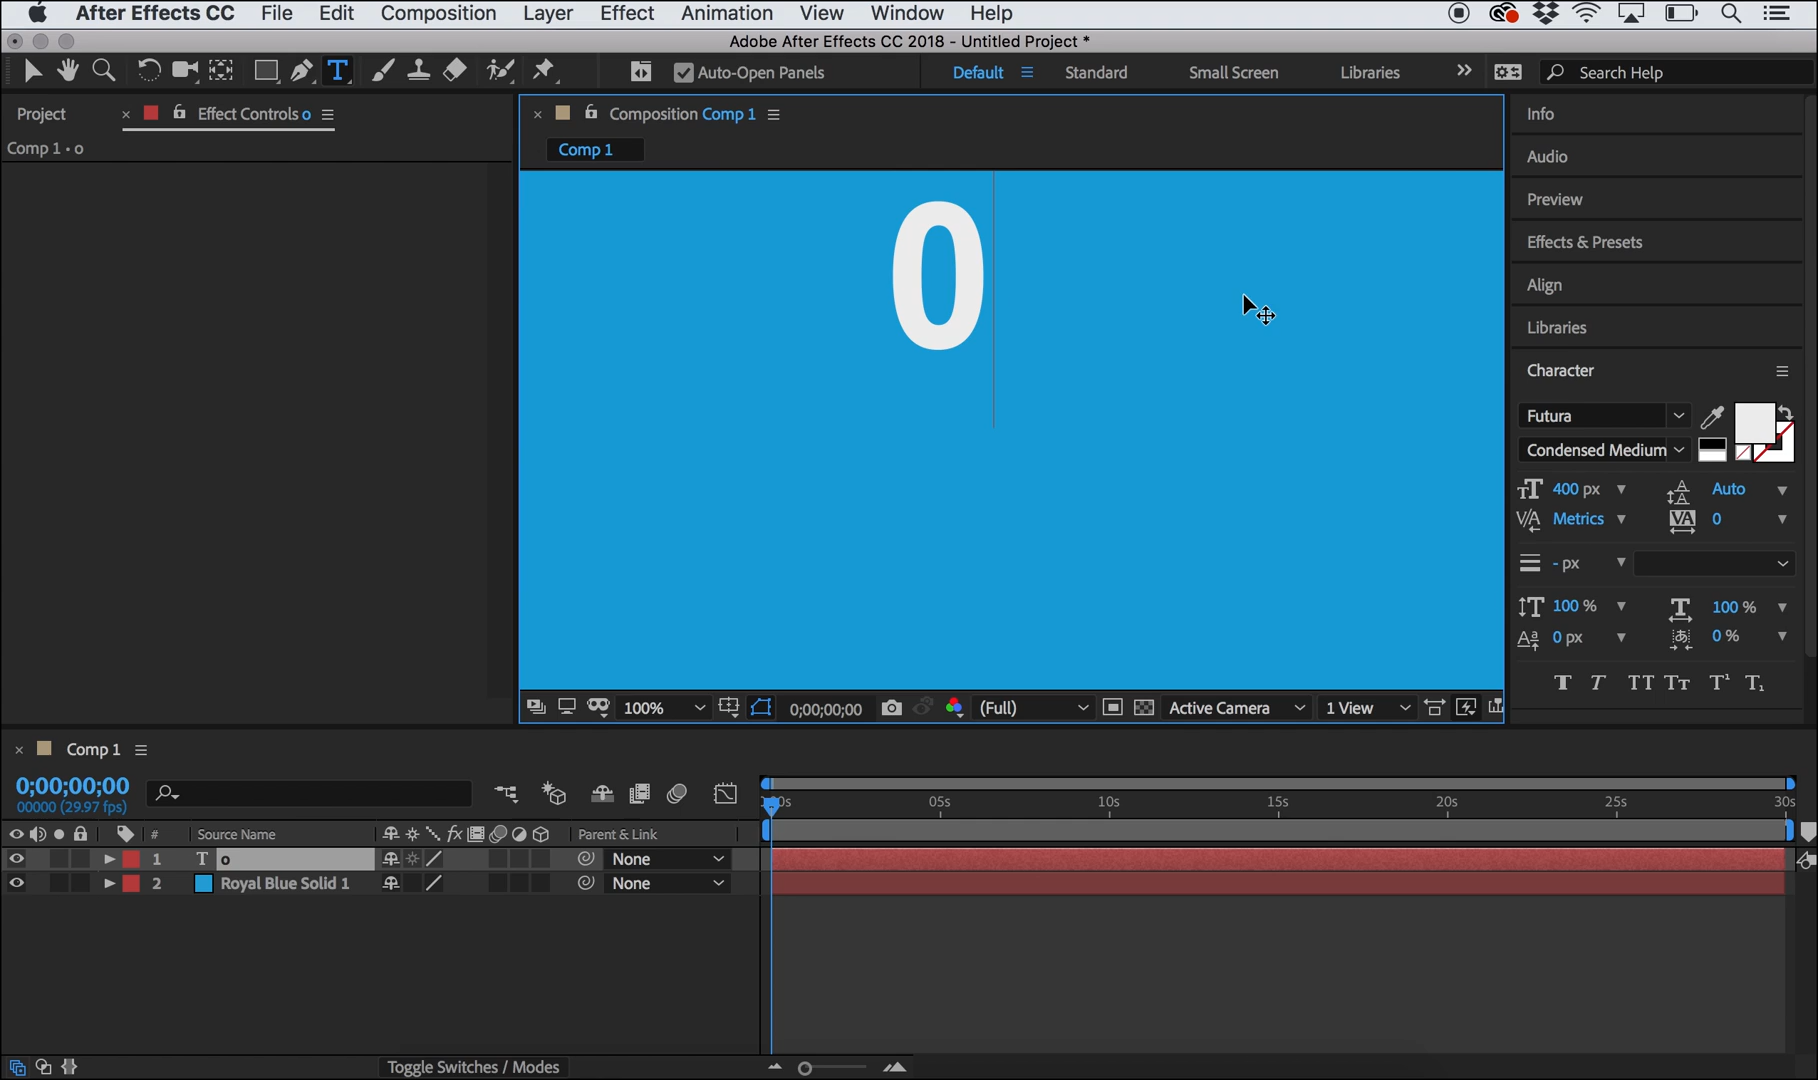 After Effects CC File Edit Composition Layer Effect Animation View Window Help
Adobe After Effects CC 2018 - Untitled Project *
Auto-Open Panels Default Standard Small Screen Libraries Search Help
Project Effect Controls o
Composition Comp 1
Info
Comp 1 • o
Comp 1
Audio
Preview
Effects & Presets
Align
Libraries
Character
0
Futura
Condensed Medium
400 px Auto
Metrics 0
- px
100 % 100 %
0 px 0 %
T T TT Tт T¹ T₁
100% 0;00;00;00 (Full) Active Camera 1 View
Comp 1
0;00;00;00
00000 (29.97 fps)
05s 10s 15s 20s 25s 30s
# Source Name fx Parent & Link
1 T o None
2 Royal Blue Solid 1 None
Toggle Switches / Modes